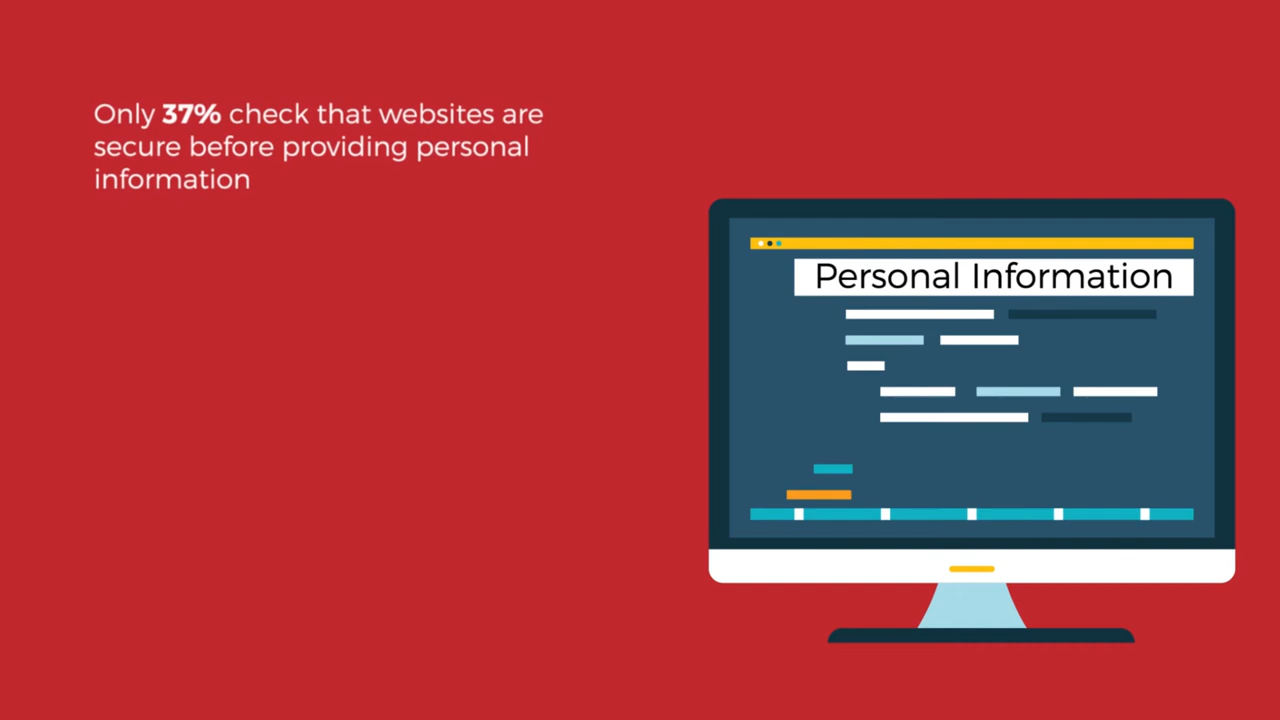 Only 37% check that websites are
secure before providing personal
information
Personal Information